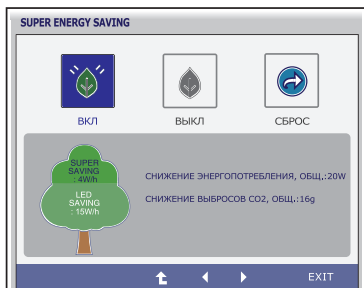 SUPER ENERGY SAVING
ВКЛ
ВЫКЛ
СБРОС
SUPER
SAVING
: 4W/h
LED
SAVING
: 15W/h
СНИЖЕНИЕ ЭНЕРГОПОТРЕБЛЕНИЯ, ОБЩ,:20W
СНИЖЕНИЕ ВЫБРОСОВ CO2, ОБЩ.:16g
EXIT